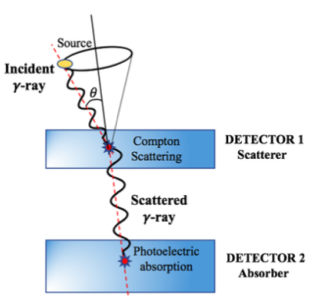 Source
Incident
γ-ray
θ
Compton
Scattering
DETECTOR 1
Scatterer
Scattered
γ-ray
Photoelectric
absorption
DETECTOR 2
Absorber